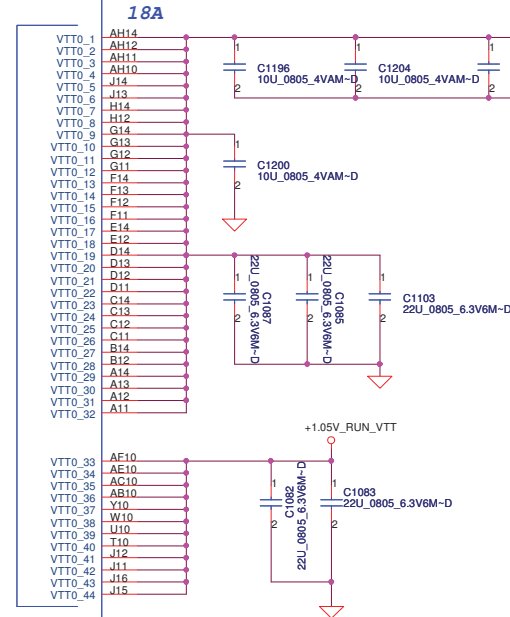 18A
VTT0_1 AH14
VTT0_2 AH12
VTT0_3 AH11
VTT0_4 AH10
VTT0_5 J14
VTT0_6 J13
VTT0_7 H14
VTT0_8 H12
VTT0_9 G14
VTT0_10 G13
VTT0_11 G12
VTT0_12 G11
VTT0_13 F14
VTT0_14 F13
VTT0_15 F12
VTT0_16 F11
VTT0_17 E14
VTT0_18 E12
VTT0_19 D14
VTT0_20 D13
VTT0_21 D12
VTT0_22 D11
VTT0_23 C14
VTT0_24 C13
VTT0_25 C12
VTT0_26 C11
VTT0_27 B14
VTT0_28 B12
VTT0_29 A14
VTT0_30 A13
VTT0_31 A12
VTT0_32 A11
1
C1196
10U_0805_4VAM~D
2
1
C1204
10U_0805_4VAM~D
2
1
2
1
C1200
10U_0805_4VAM~D
2
1
C1087
22U_0805_6.3V6M~D
2
1
C1085
22U_0805_6.3V6M~D
2
1
C1103
22U_0805_6.3V6M~D
2
+1.05V_RUN_VTT
VTT0_33 AF10
VTT0_34 AE10
VTT0_35 AC10
VTT0_36 AB10
VTT0_37 Y10
VTT0_38 W10
VTT0_39 U10
VTT0_40 T10
VTT0_41 J12
VTT0_42 J11
VTT0_43 J16
VTT0_44 J15
1
C1082
22U_0805_6.3V6M~D
2
1
C1083
22U_0805_6.3V6M~D
2